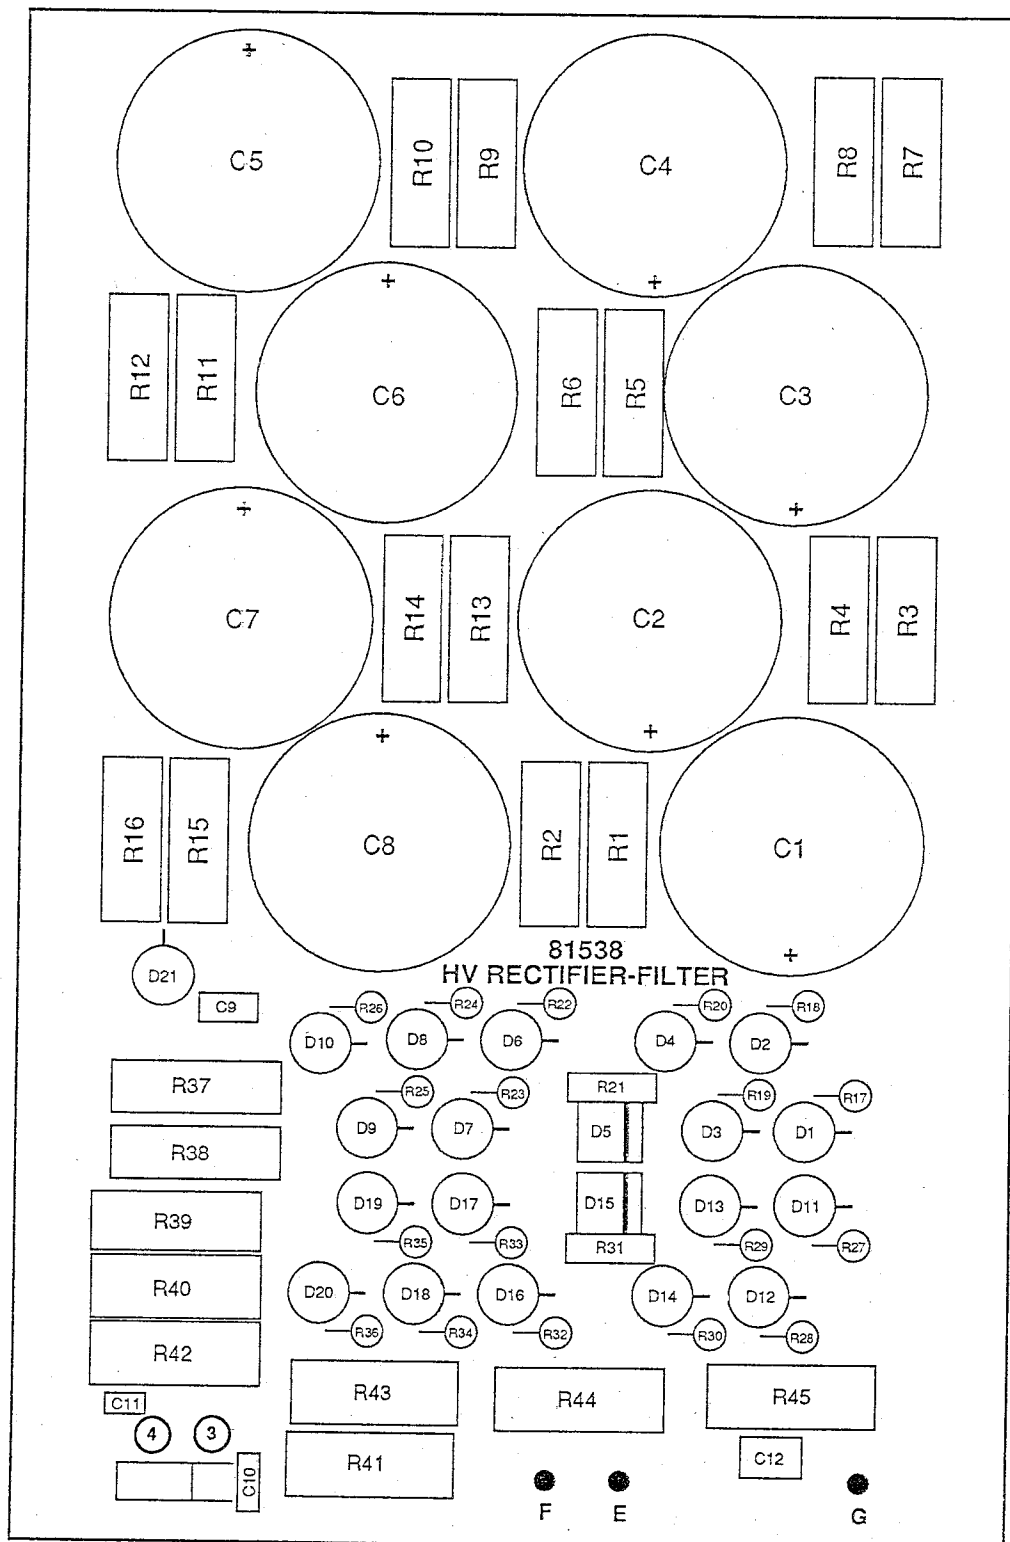 +
C5
R10
R9
C4
R8
R7
+
+
R12
R11
C6
R6
R5
C3
+
+
C7
R14
R13
C2
R4
R3
+
+
R16
R15
C8
R2
R1
C1
+
81538
HV RECTIFIER-FILTER
D21
C9
R26
R24
R22
R20
R18
D10
D8
D6
D4
D2
R37
R25
R23
R21
R19
R17
D9
D7
D5
D3
D1
R38
D19
D17
D15
D13
D11
R39
R35
R33
R31
R29
R27
R40
D20
D18
D16
D14
D12
R36
R34
R32
R30
R28
R42
R43
R44
R45
C11
4
3
C10
R41
C12
F
E
G